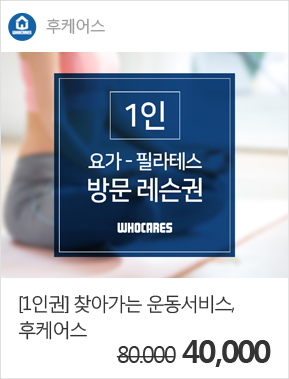 WHOCARES
후케어스
1인
요가 - 필라테스
방문 레슨권
WHOCARES
[1인권] 찾아가는 운동서비스,
후케어스
80,000 40,000